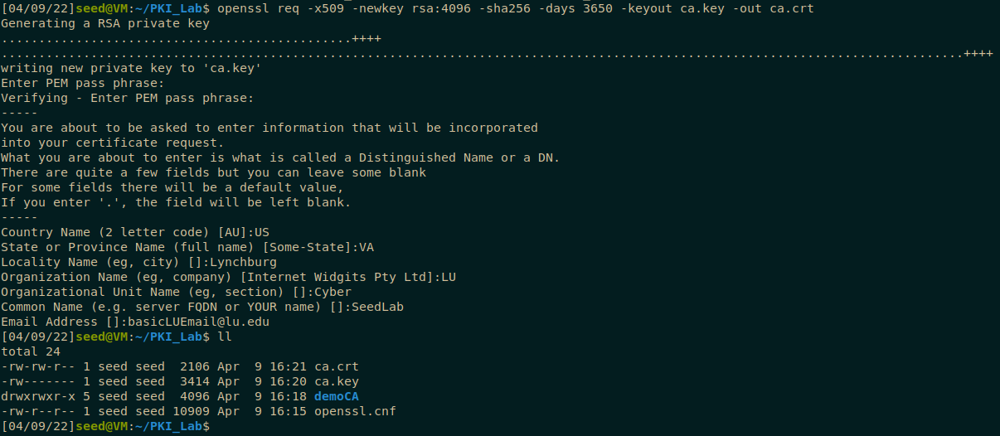 [04/09/22]seed@VM:~/PKI_Lab$ openssl req -x509 -newkey rsa:4096 -sha256 -days 3650 -keyout ca.key -out ca.crt
Generating a RSA private key
...............................................++++
.................................................................................................................................++++
writing new private key to 'ca.key'
Enter PEM pass phrase:
Verifying - Enter PEM pass phrase:
-----
You are about to be asked to enter information that will be incorporated
into your certificate request.
What you are about to enter is what is called a Distinguished Name or a DN.
There are quite a few fields but you can leave some blank
For some fields there will be a default value,
If you enter '.', the field will be left blank.
-----
Country Name (2 letter code) [AU]:US
State or Province Name (full name) [Some-State]:VA
Locality Name (eg, city) []:Lynchburg
Organization Name (eg, company) [Internet Widgits Pty Ltd]:LU
Organizational Unit Name (eg, section) []:Cyber
Common Name (e.g. server FQDN or YOUR name) []:SeedLab
Email Address []:basicLUEmail@lu.edu
[04/09/22]seed@VM:~/PKI_Lab$ ll
total 24
-rw-rw-r-- 1 seed seed  2106 Apr  9 16:21 ca.crt
-rw------- 1 seed seed  3414 Apr  9 16:20 ca.key
drwxrwxr-x 5 seed seed  4096 Apr  9 16:18 demoCA
-rw-r--r-- 1 seed seed 10909 Apr  9 16:15 openssl.cnf
[04/09/22]seed@VM:~/PKI_Lab$